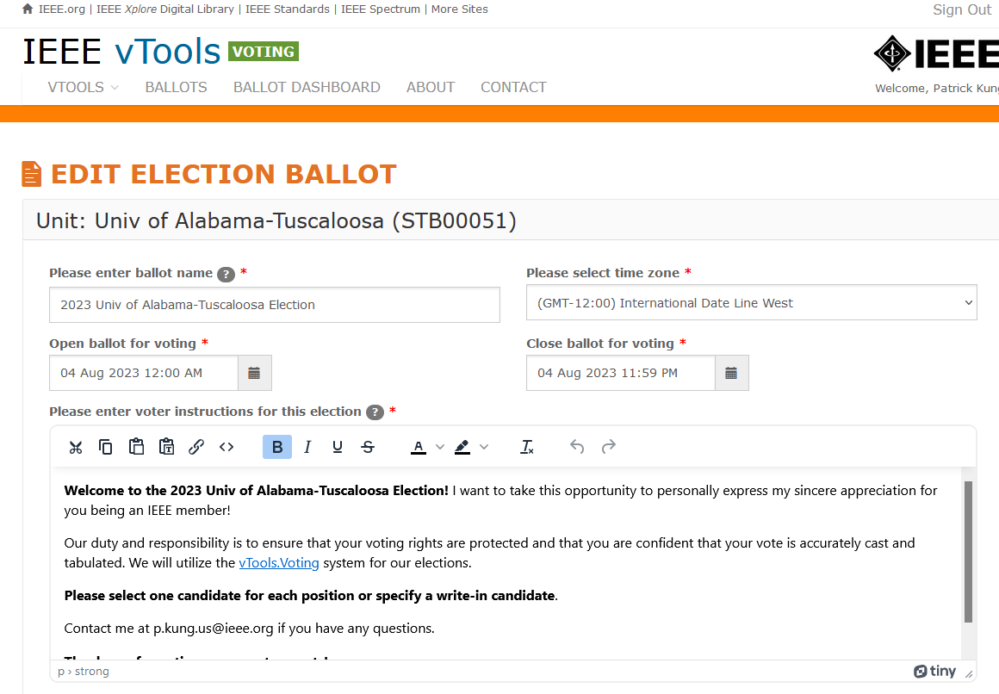 IEEE.org | IEEE Xplore Digital Library | IEEE Standards | IEEE Spectrum | More Sites
Sign Out
IEEE vTools VOTING
IEEE
VTOOLS BALLOTS BALLOT DASHBOARD ABOUT CONTACT
Welcome, Patrick Kung
EDIT ELECTION BALLOT
Unit: Univ of Alabama-Tuscaloosa (STB00051)
Please enter ballot name ? *
Please select time zone *
2023 Univ of Alabama-Tuscaloosa Election
(GMT-12:00) International Date Line West
Open ballot for voting *
Close ballot for voting *
04 Aug 2023 12:00 AM
04 Aug 2023 11:59 PM
Please enter voter instructions for this election ? *
B I U S A
Welcome to the 2023 Univ of Alabama-Tuscaloosa Election! I want to take this opportunity to personally express my sincere appreciation for
you being an IEEE member!
Our duty and responsibility is to ensure that your voting rights are protected and that you are confident that your vote is accurately cast and
tabulated. We will utilize the vTools.Voting system for our elections.
Please select one candidate for each position or specify a write-in candidate.
Contact me at p.kung.us@ieee.org if you have any questions.
p › strong
tiny